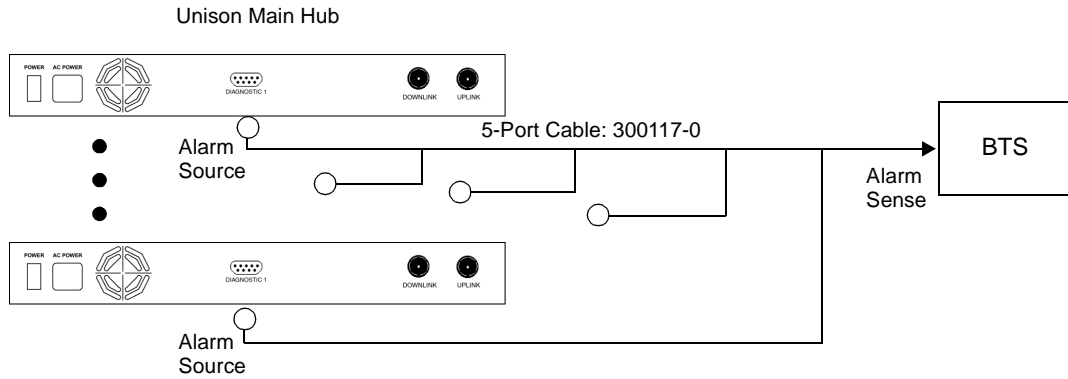 Unison Main Hub
POWER AC POWER
DIAGNOSTIC 1
DOWNLINK UPLINK
5-Port Cable: 300117-0
Alarm
Source
BTS
Alarm
Sense
POWER AC POWER
DIAGNOSTIC 1
DOWNLINK UPLINK
Alarm
Source